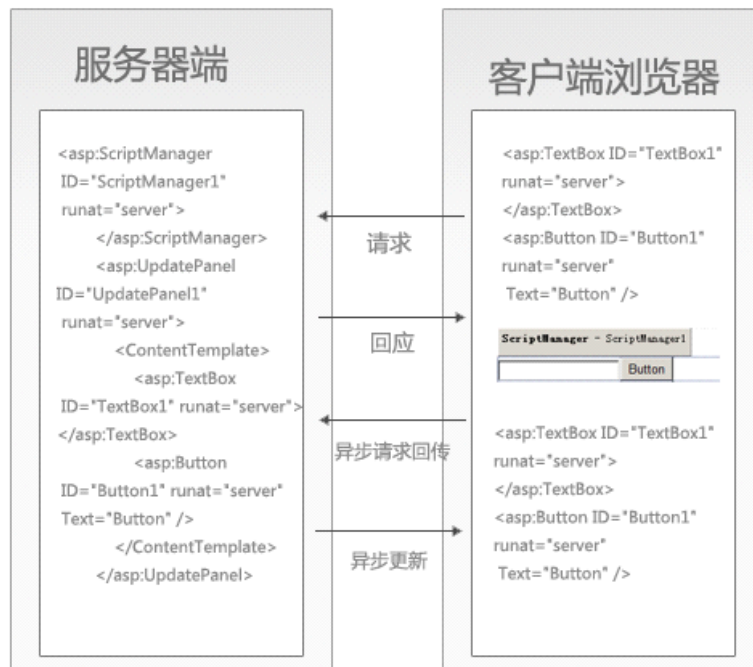 服务器端
<asp:ScriptManager
ID="ScriptManager1"
runat="server">
</asp:ScriptManager>
<asp:UpdatePanel
ID="UpdatePanel1"
runat="server">
<ContentTemplate>
<asp:TextBox
ID="TextBox1" runat="server">
</asp:TextBox>
<asp:Button
ID="Button1" runat="server"
Text="Button" />
</ContentTemplate>
</asp:UpdatePanel>
请求
回应
异步请求回传
异步更新
客户端浏览器
<asp:TextBox ID="TextBox1"
runat="server">
</asp:TextBox>
<asp:Button ID="Button1"
runat="server"
Text="Button" />
ScriptManager - ScriptManager1
Button
<asp:TextBox ID="TextBox1"
runat="server">
</asp:TextBox>
<asp:Button ID="Button1"
runat="server"
Text="Button" />